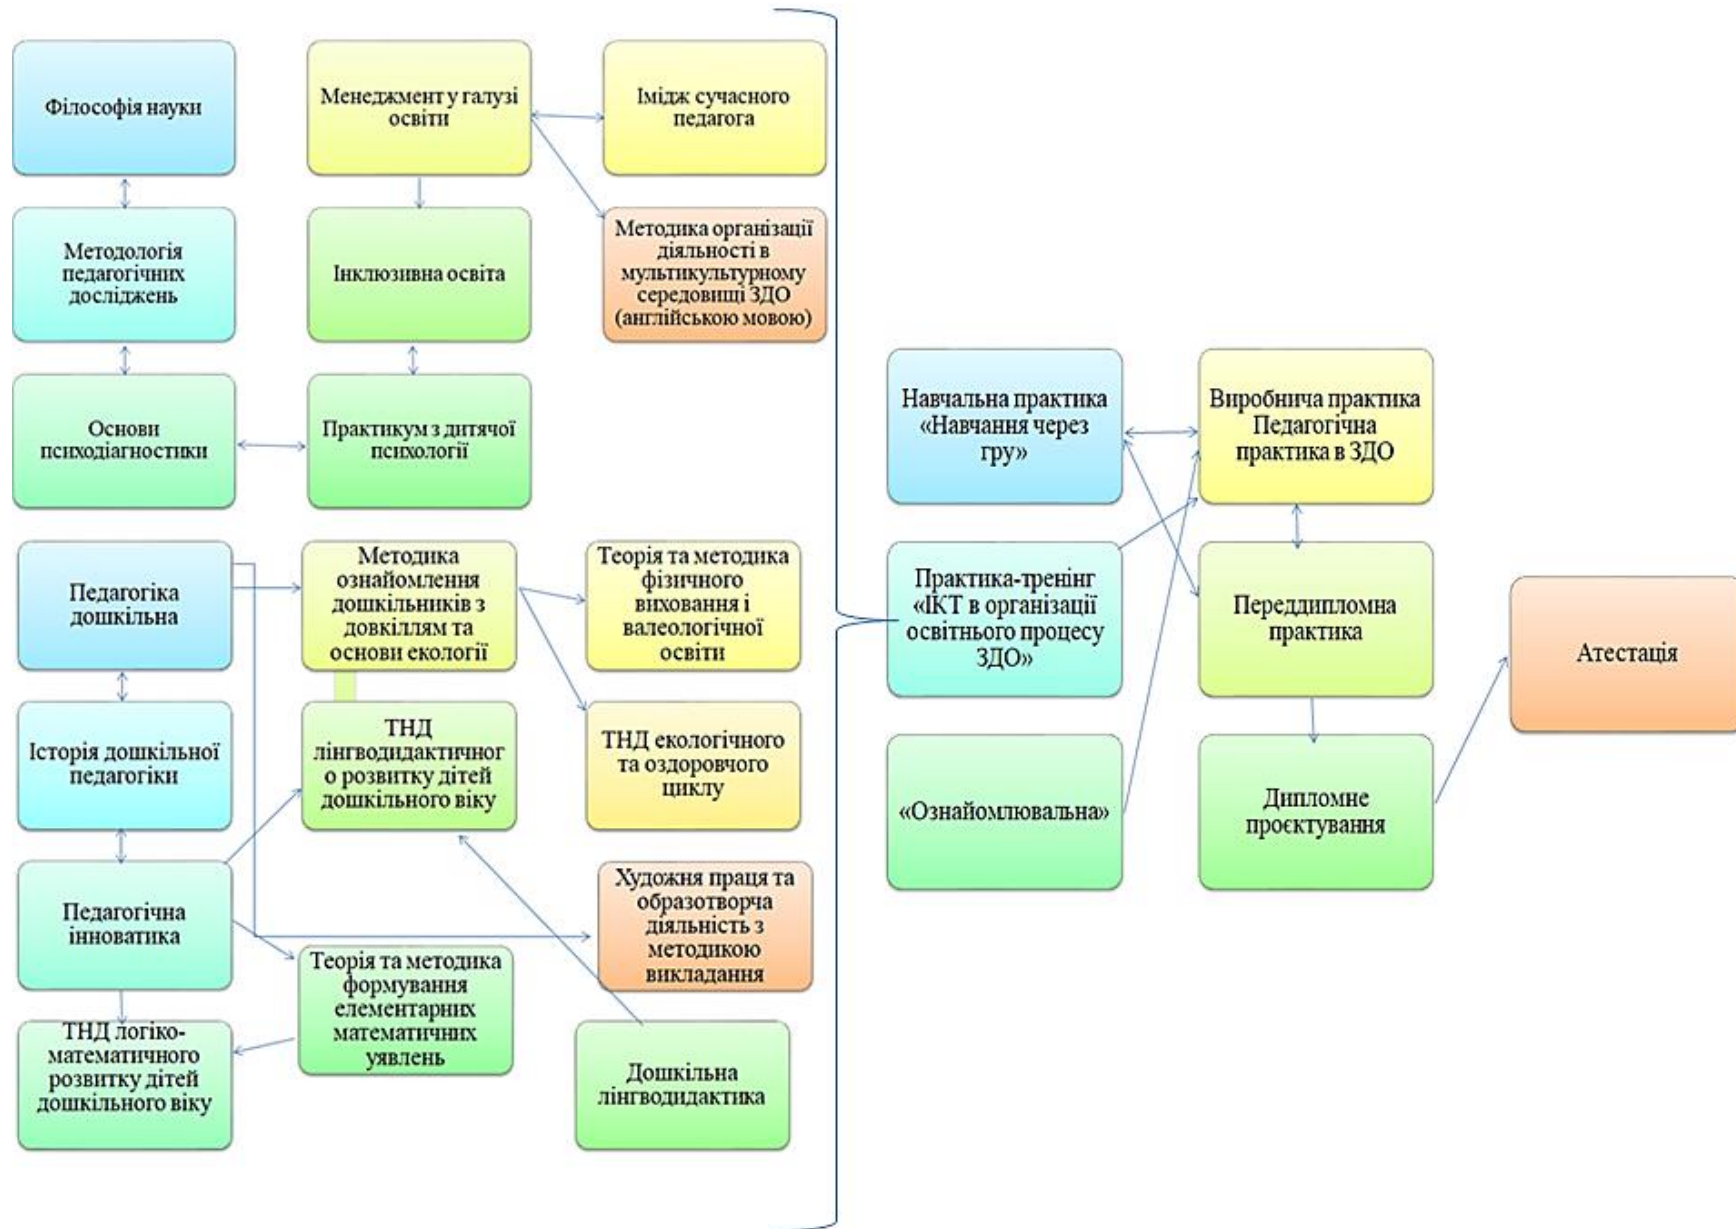 Філософія науки
Менеджмент у галузі
освіти
Імідж сучасного
педагога
Методологія
педагогічних
досліджень
Інклюзивна освіта
Методика організації
діяльності в
мультикультурному
середовищі ЗДО
(англійською мовою)
Основи
психодіагностики
Практикум з дитячої
психології
Педагогіка
дошкільна
Методика
ознайомлення
дошкільників з
довкіллям та
основи екології
Теорія та методика
фізичного
виховання і
валеологічної
освіти
Історія дошкільної
педагогіки
ТНД
лінгводидактичног
о розвитку дітей
дошкільного віку
ТНД екологічного
та оздоровчого
циклу
Педагогічна
інноватика
Художня праця та
образотворча
діяльність з
методикою
викладання
ТНД логіко-
математичного
розвитку дітей
дошкільного віку
Теорія та методика
формування
елементарних
математичних
уявлень
Дошкільна
лінгводидактика
Навчальна практика
«Навчання через
гру»
Виробнича практика
Педагогічна
практика в ЗДО
Практика-тренінг
«ІКТ в організації
освітнього процесу
ЗДО»
Переддипломна
практика
«Ознайомлювальна»
Дипломне
проєктування
Атестація